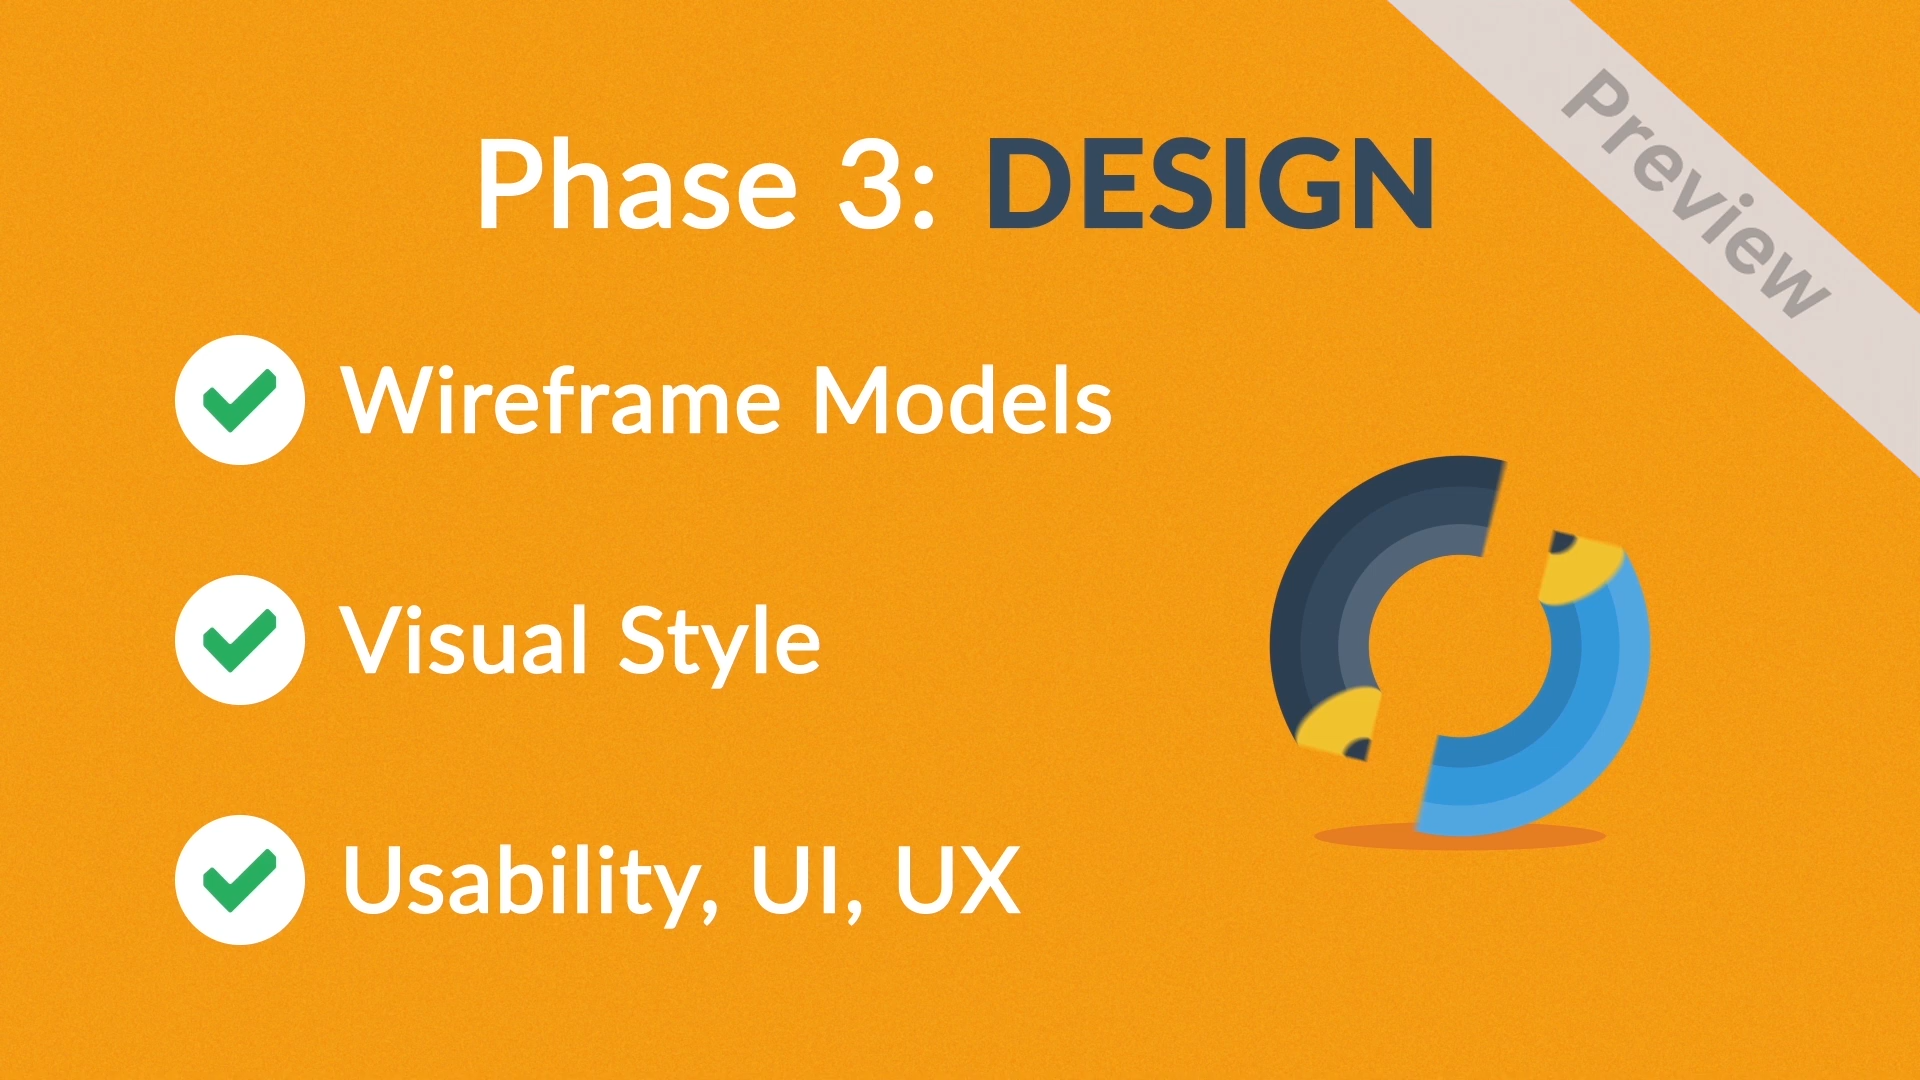 Phase 3: DESIGN
Preview
Wireframe Models
Visual Style
Usability, UI, UX